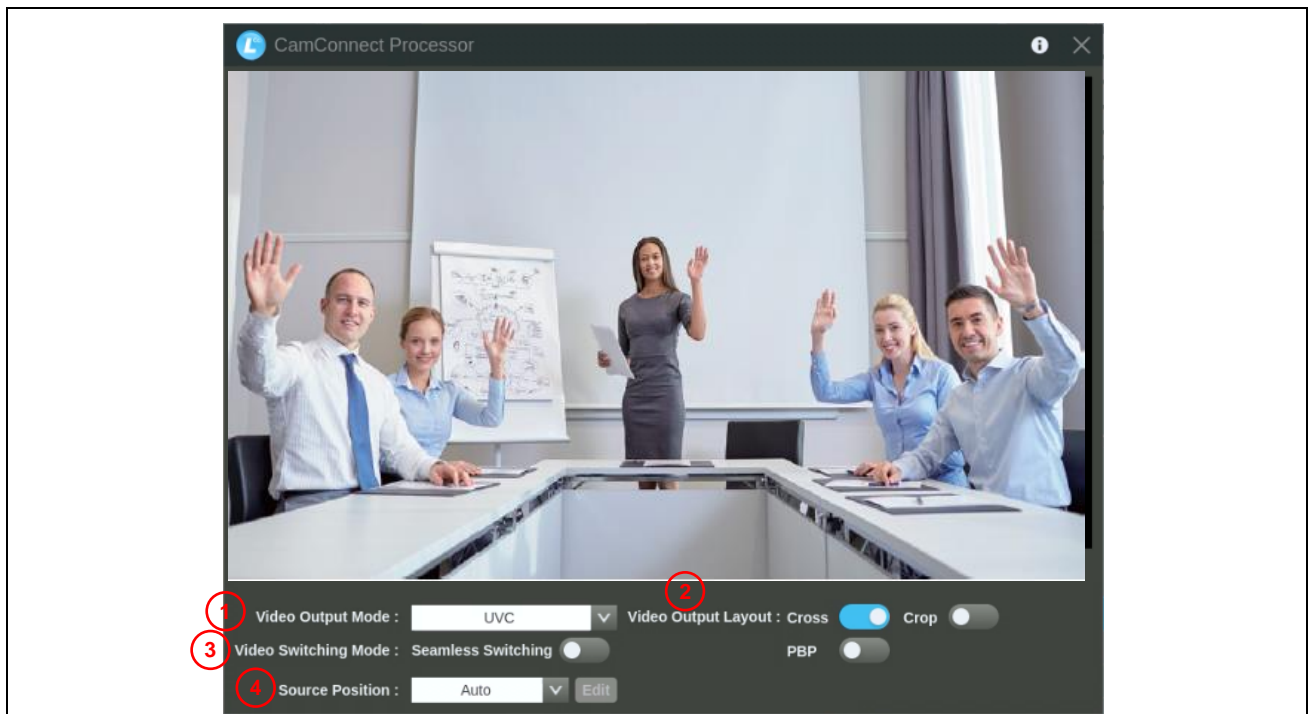 CamConnect Processor
2
1 Video Output Mode : UVC Video Output Layout : Cross Crop
3 Video Switching Mode : Seamless Switching PBP
4 Source Position : Auto Edit